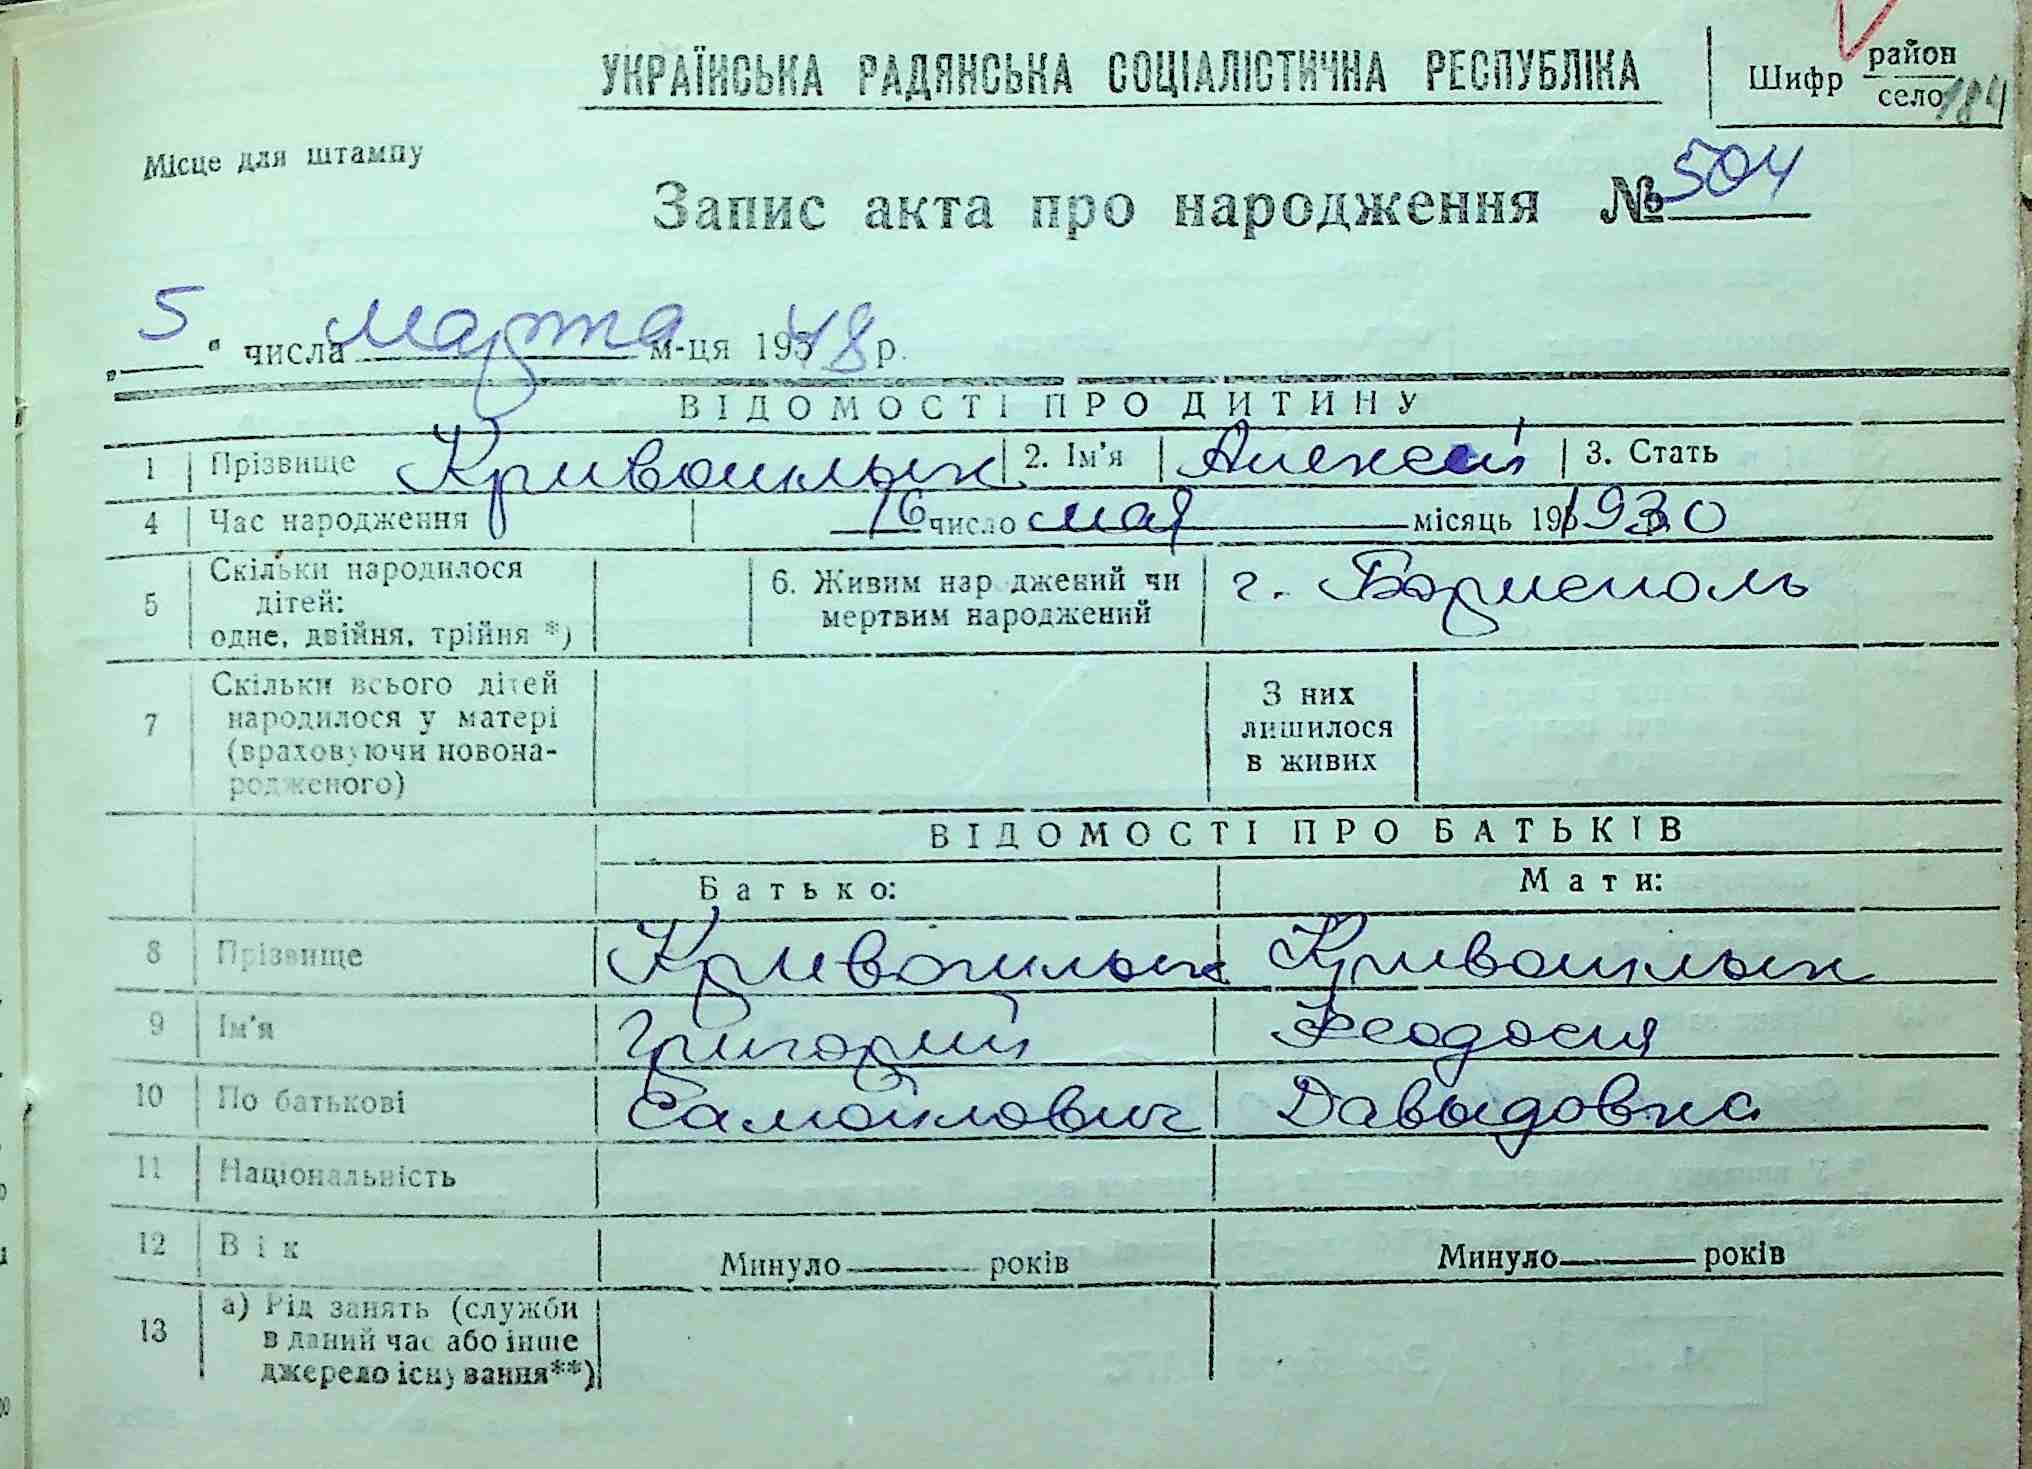 УКРАЇНСЬКА РАДЯНСЬКА СОЦІАЛІСТИЧНА РЕСПУБЛІКА
Шифр район село 184
Місце для штампу
Запис акта про народження № 504
„5" числа марта м-ця 1948 р.
ВІДОМОСТІ ПРО ДИТИНУ
1 Прізвище Кривошлык 2. Ім'я Алексей 3. Стать
4 Час народження 16 число мая місяць 1930
5 Скільки народилося дітей: одне, двійня, трійня *) 6. Живим народжений чи мертвим народжений г. Борисполь
7 Скільки всього дітей народилося у матері (враховуючи новонародженого) З них лишилося в живих
ВІДОМОСТІ ПРО БАТЬКІВ
Батько: Мати:
8 Прізвище Кривошлык Кривошлык
9 Ім'я Григорий Феодосия
10 По батькові Самойлович Давыдовна
11 Національність
12 Вік Минуло років Минуло років
13 а) Рід занять (служби в даний час або інше джерело існування**)